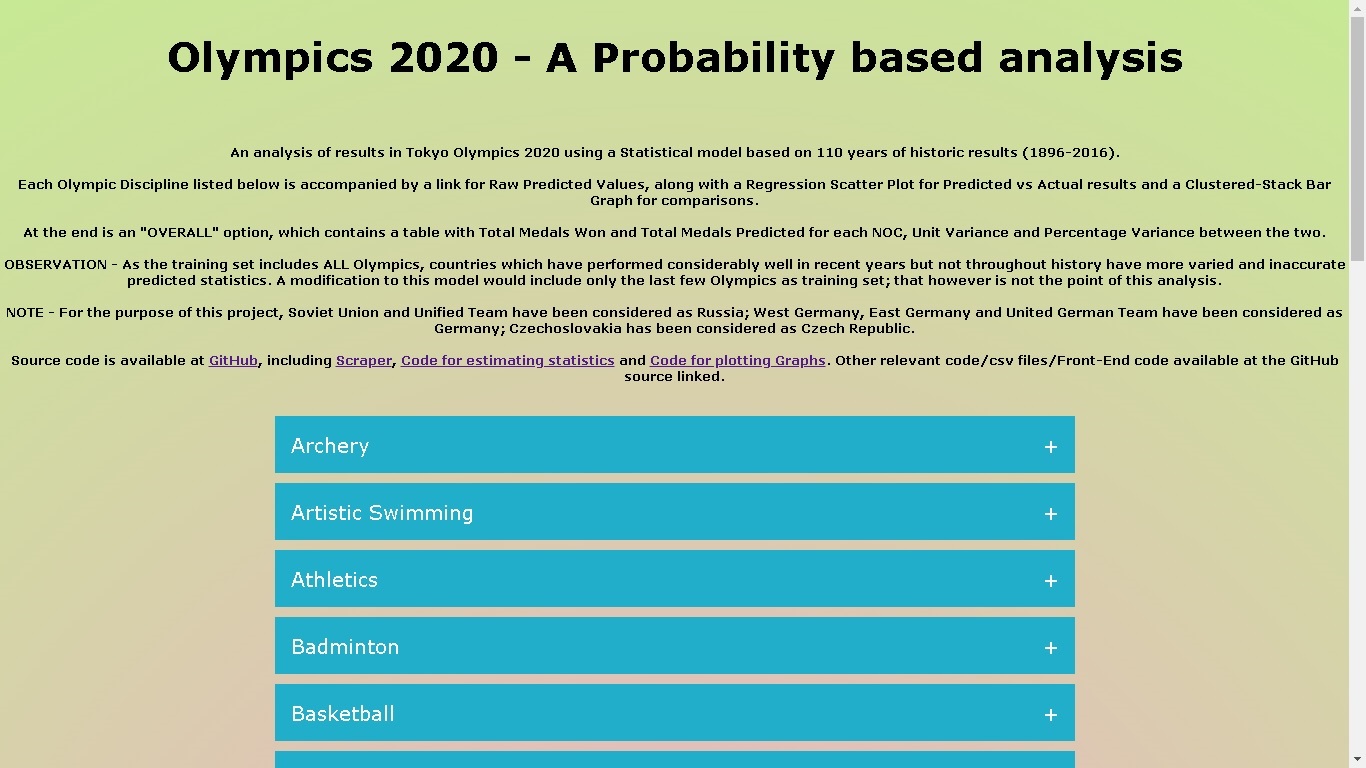 Olympics 2020 - A Probability based analysis
An analysis of results in Tokyo Olympics 2020 using a Statistical model based on 110 years of historic results (1896-2016).
Each Olympic Discipline listed below is accompanied by a link for Raw Predicted Values, along with a Regression Scatter Plot for Predicted vs Actual results and a Clustered-Stack Bar
Graph for comparisons.
At the end is an "OVERALL" option, which contains a table with Total Medals Won and Total Medals Predicted for each NOC, Unit Variance and Percentage Variance between the two.
OBSERVATION - As the training set includes ALL Olympics, countries which have performed considerably well in recent years but not throughout history have more varied and inaccurate
predicted statistics. A modification to this model would include only the last few Olympics as training set; that however is not the point of this analysis.
NOTE - For the purpose of this project, Soviet Union and Unified Team have been considered as Russia; West Germany, East Germany and United German Team have been considered as
Germany; Czechoslovakia has been considered as Czech Republic.
Source code is available at GitHub, including Scraper, Code for estimating statistics and Code for plotting Graphs. Other relevant code/csv files/Front-End code available at the GitHub
source linked.
Archery +
Artistic Swimming +
Athletics +
Badminton +
Basketball +